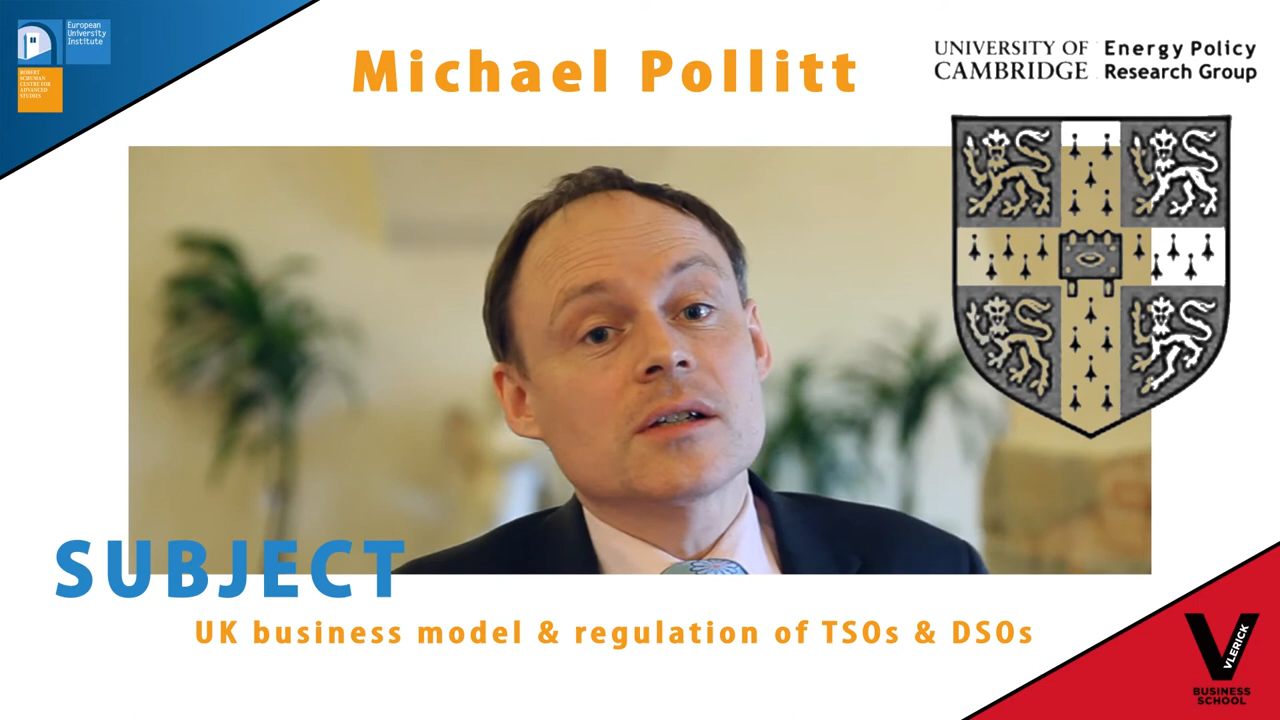 European
University
Institute
ROBERT
SCHUMAN
CENTRE FOR
ADVANCED
STUDIES
Michael Pollitt
UNIVERSITY OF
CAMBRIDGE
Energy Policy
Research Group
SUBJECT
UK business model & regulation of TSOs & DSOs
VLERICK
BUSINESS
SCHOOL